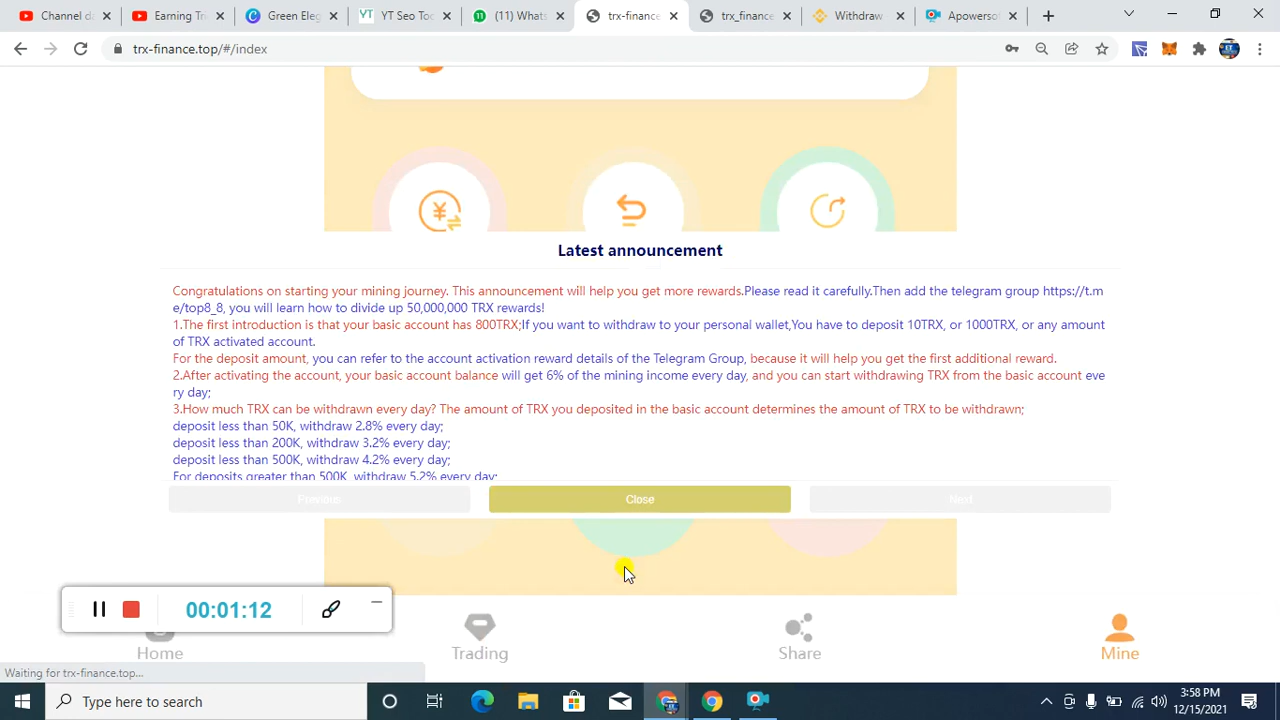 Channel da
Earning Tri
Green Eleg
YT Seo Too
(11) Whats
trx-finance
trx_finance
Withdraw
Apowersof
trx-finance.top/#/index
Latest announcement
Congratulations on starting your mining journey. This announcement will help you get more rewards.Please read it carefully.Then add the telegram group https://t.m
e/top8_8, you will learn how to divide up 50,000,000 TRX rewards!
1.The first introduction is that your basic account has 800TRX;If you want to withdraw to your personal wallet,You have to deposit 10TRX, or 1000TRX, or any amount
of TRX activated account.
For the deposit amount, you can refer to the account activation reward details of the Telegram Group, because it will help you get the first additional reward.
2.After activating the account, your basic account balance will get 6% of the mining income every day, and you can start withdrawing TRX from the basic account eve
ry day;
3.How much TRX can be withdrawn every day? The amount of TRX you deposited in the basic account determines the amount of TRX to be withdrawn;
deposit less than 50K, withdraw 2.8% every day;
deposit less than 200K, withdraw 3.2% every day;
deposit less than 500K, withdraw 4.2% every day;
For deposits greater than 500K, withdraw 5.2% every day;
Previous
Close
Next
00:01:12
Home
Trading
Share
Mine
Waiting for trx-finance.top...
Type here to search
3:58 PM
12/15/2021